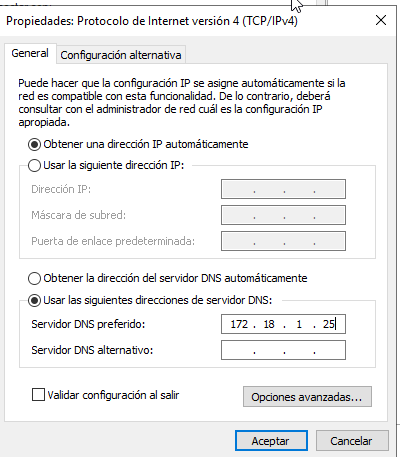 Propiedades: Protocolo de Internet versión 4 (TCP/IPv4)
General
Configuración alternativa
Puede hacer que la configuración IP se asigne automáticamente si la
red es compatible con esta funcionalidad. De lo contrario, deberá
consultar con el administrador de red cuál es la configuración IP
apropiada.
Obtener una dirección IP automáticamente
Usar la siguiente dirección IP:
Dirección IP:
Máscara de subred:
Puerta de enlace predeterminada:
Obtener la dirección del servidor DNS automáticamente
Usar las siguientes direcciones de servidor DNS:
Servidor DNS preferido: 172 . 18 . 1 . 25
Servidor DNS alternativo:
Validar configuración al salir
Opciones avanzadas...
Aceptar
Cancelar